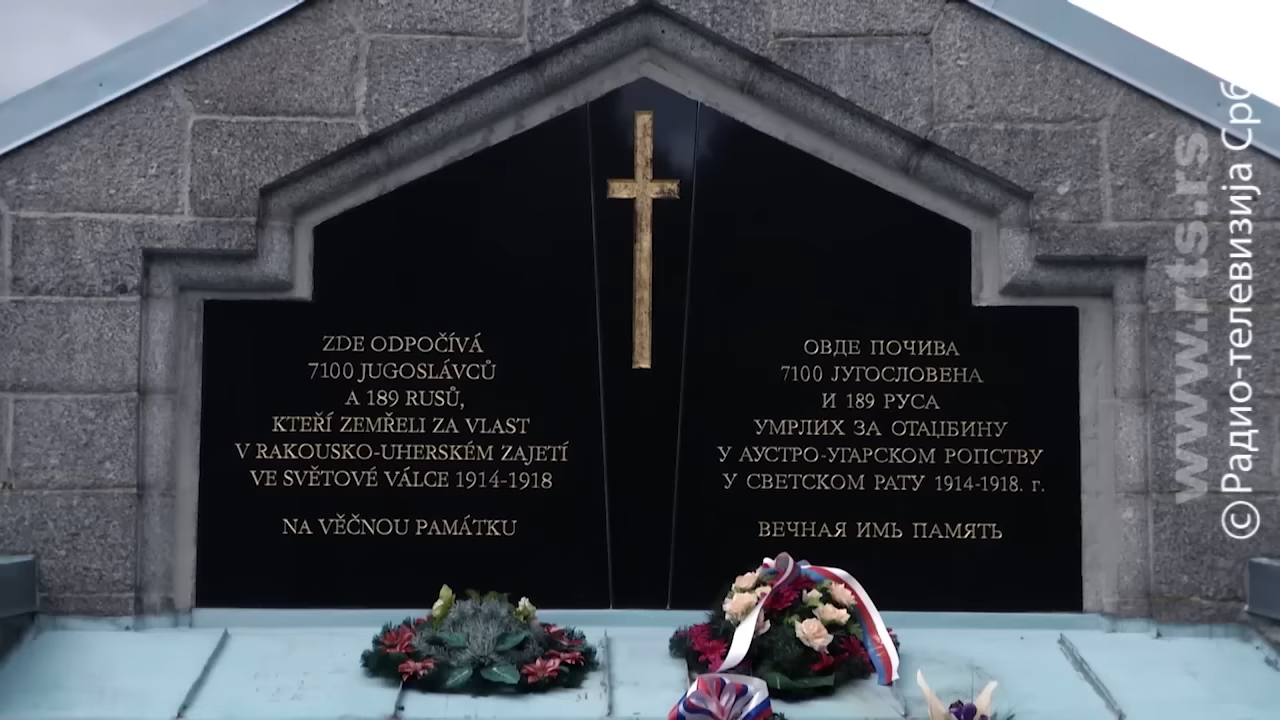 ZDE ODPOČÍVÁ
7100 JUGOSLÁVCŮ
A 189 RUSŮ,
KTEŘÍ ZEMŘELI ZA VLAST
V RAKOUSKO-UHERSKÉM ZAJETÍ
VE SVĚTOVÉ VÁLCE 1914-1918
NA VĚČNOU PAMÁTKU
ОВДЕ ПОЧИВА
7100 ЈУГОСЛОВЕНА
И 189 РУСА
УМРЛИХ ЗА ОТАЏБИНУ
У АУСТРО-УГАРСКОМ РОПСТВУ
У СВЕТСКОМ РАТУ 1914-1918. г.
ВЕЧНАЯ ИМЬ ПАМЯТЬ
www.rts.rs
© Радио-телевизија Срб